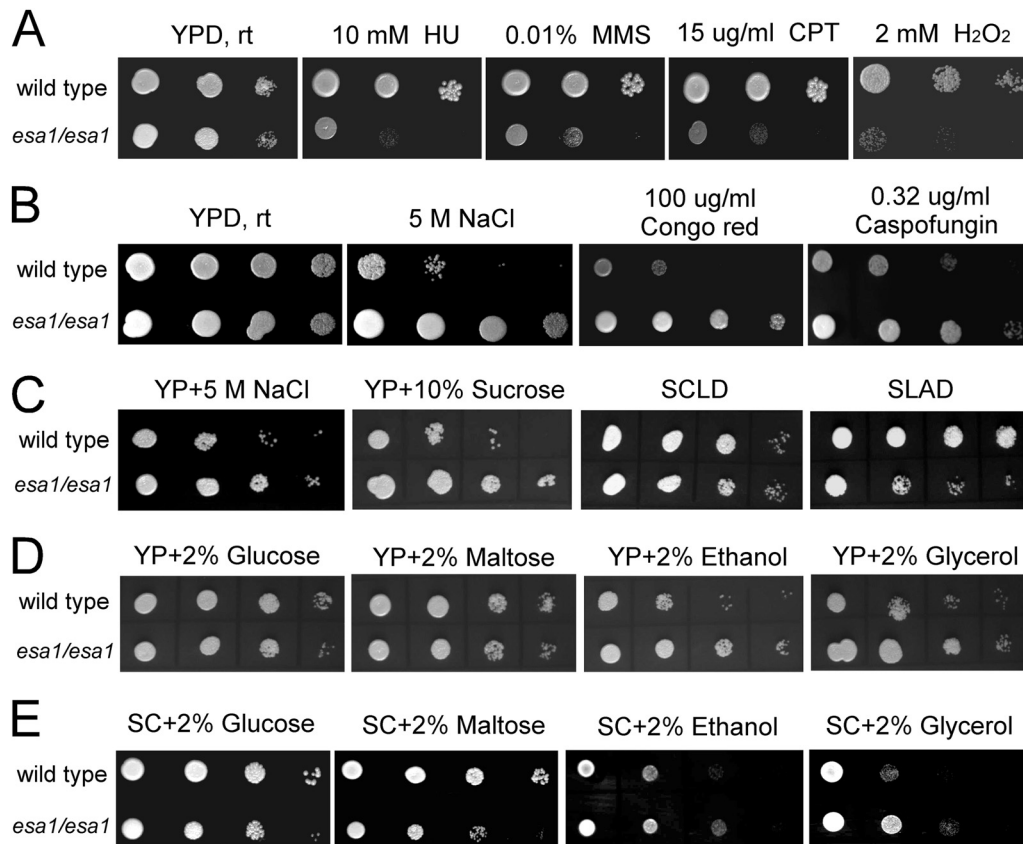 A
YPD, rt
10 mM HU
0.01% MMS
15 ug/ml CPT
2 mM H₂O₂
wild type
esa1/esa1
B
YPD, rt
5 M NaCl
100 ug/ml
Congo red
0.32 ug/ml
Caspofungin
wild type
esa1/esa1
C
YP+5 M NaCl
YP+10% Sucrose
SCLD
SLAD
wild type
esa1/esa1
D
YP+2% Glucose
YP+2% Maltose
YP+2% Ethanol
YP+2% Glycerol
wild type
esa1/esa1
E
SC+2% Glucose
SC+2% Maltose
SC+2% Ethanol
SC+2% Glycerol
wild type
esa1/esa1